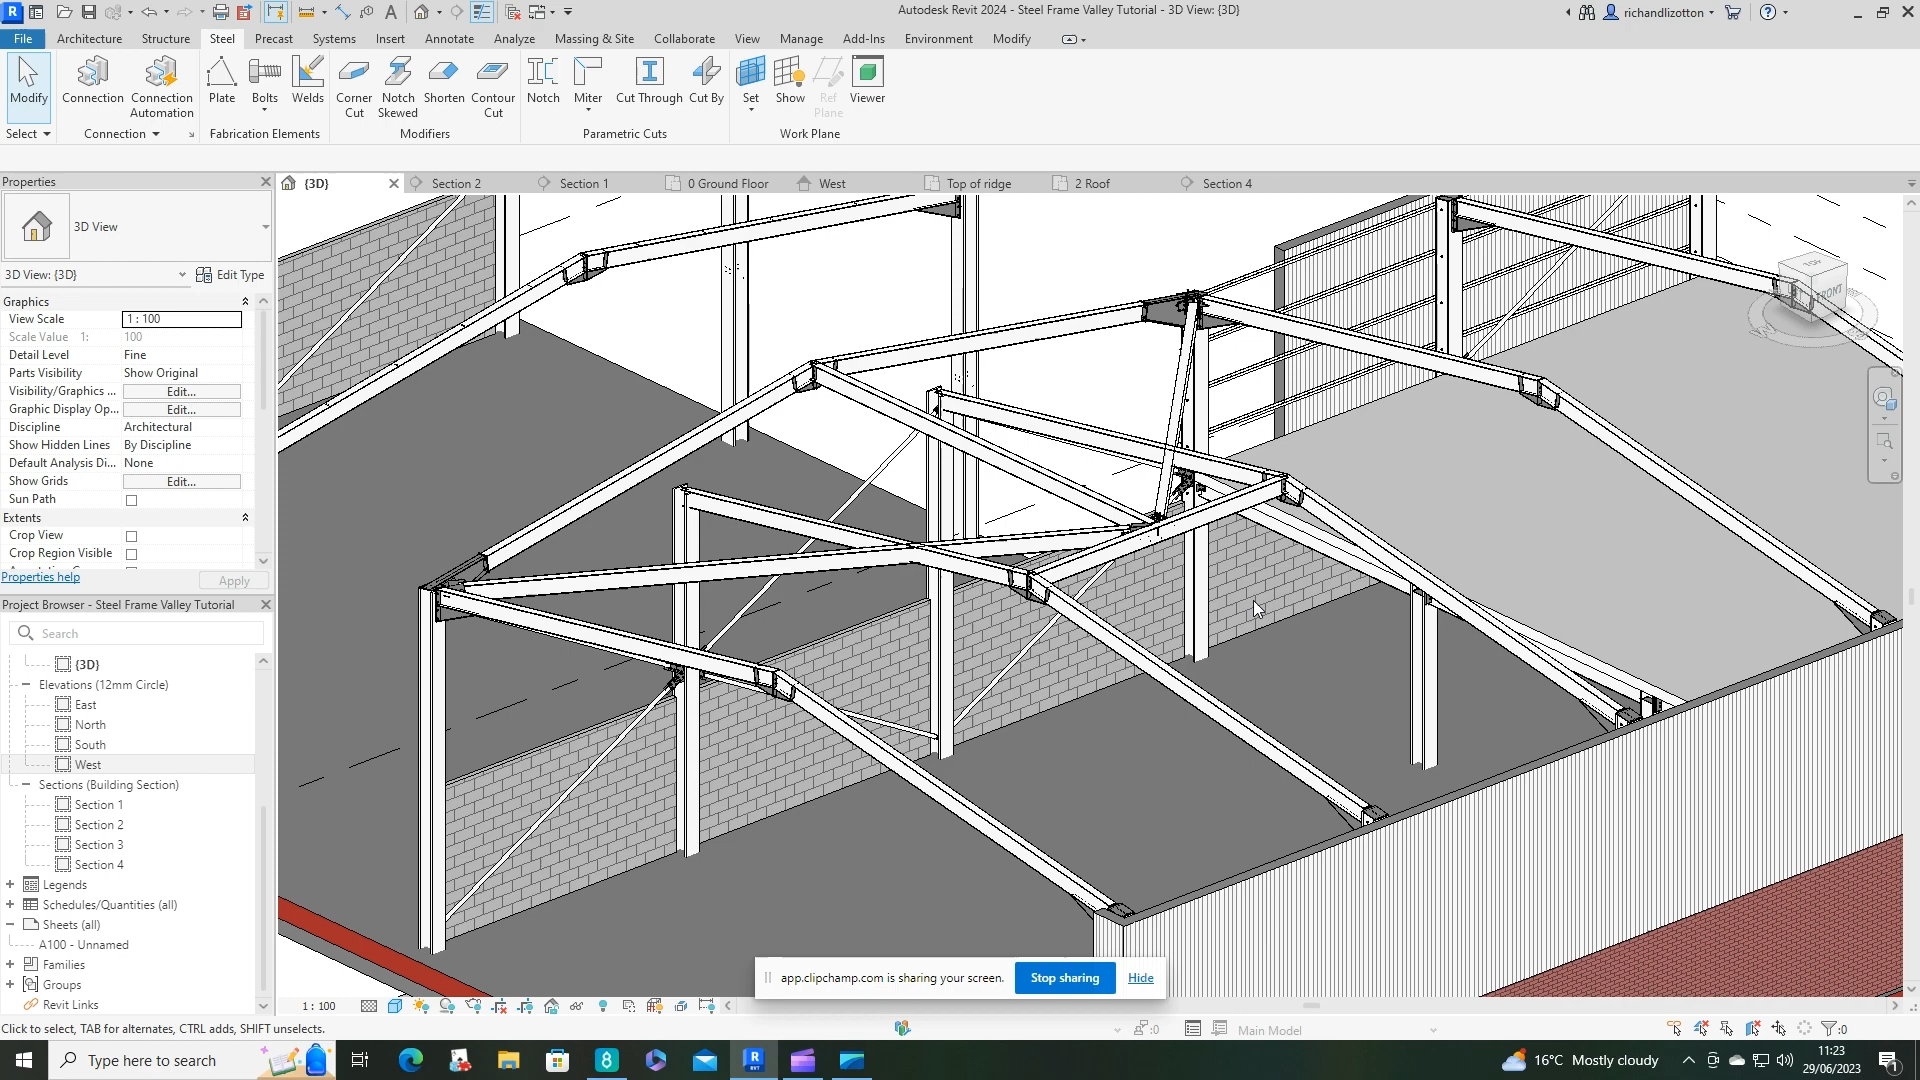 Autodesk Revit 2024 - Steel Frame Valley Tutorial - 3D View: {3D}
richandlizotton
File
Architecture
Structure
Steel
Precast
Systems
Insert
Annotate
Analyze
Massing & Site
Collaborate
View
Manage
Add-Ins
Environment
Modify
Modify
Connection
Connection Automation
Plate
Bolts
Welds
Corner Cut
Notch Skewed
Shorten
Contour Cut
Notch
Miter
Cut Through
Cut By
Set
Show
Ref Plane
Viewer
Select
Connection
Fabrication Elements
Modifiers
Parametric Cuts
Work Plane
Properties
{3D}
Section 2
Section 1
0 Ground Floor
West
Top of ridge
2 Roof
Section 4
3D View
3D View: {3D}
Edit Type
Graphics
View Scale 1 : 100
Scale Value 1: 100
Detail Level Fine
Parts Visibility Show Original
Visibility/Graphics ... Edit...
Graphic Display Op... Edit...
Discipline Architectural
Show Hidden Lines By Discipline
Default Analysis Di... None
Show Grids Edit...
Sun Path
Extents
Crop View
Crop Region Visible
Properties help
Apply
Project Browser - Steel Frame Valley Tutorial
Search
{3D}
Elevations (12mm Circle)
East
North
South
West
Sections (Building Section)
Section 1
Section 2
Section 3
Section 4
Legends
Schedules/Quantities (all)
Sheets (all)
A100 - Unnamed
Families
Groups
Revit Links
TOP
FRONT
app.clipchamp.com is sharing your screen.
Stop sharing
Hide
1 : 100
Click to select, TAB for alternates, CTRL adds, SHIFT unselects.
:0
Main Model
:0
Type here to search
16°C Mostly cloudy
11:23
29/06/2023
1